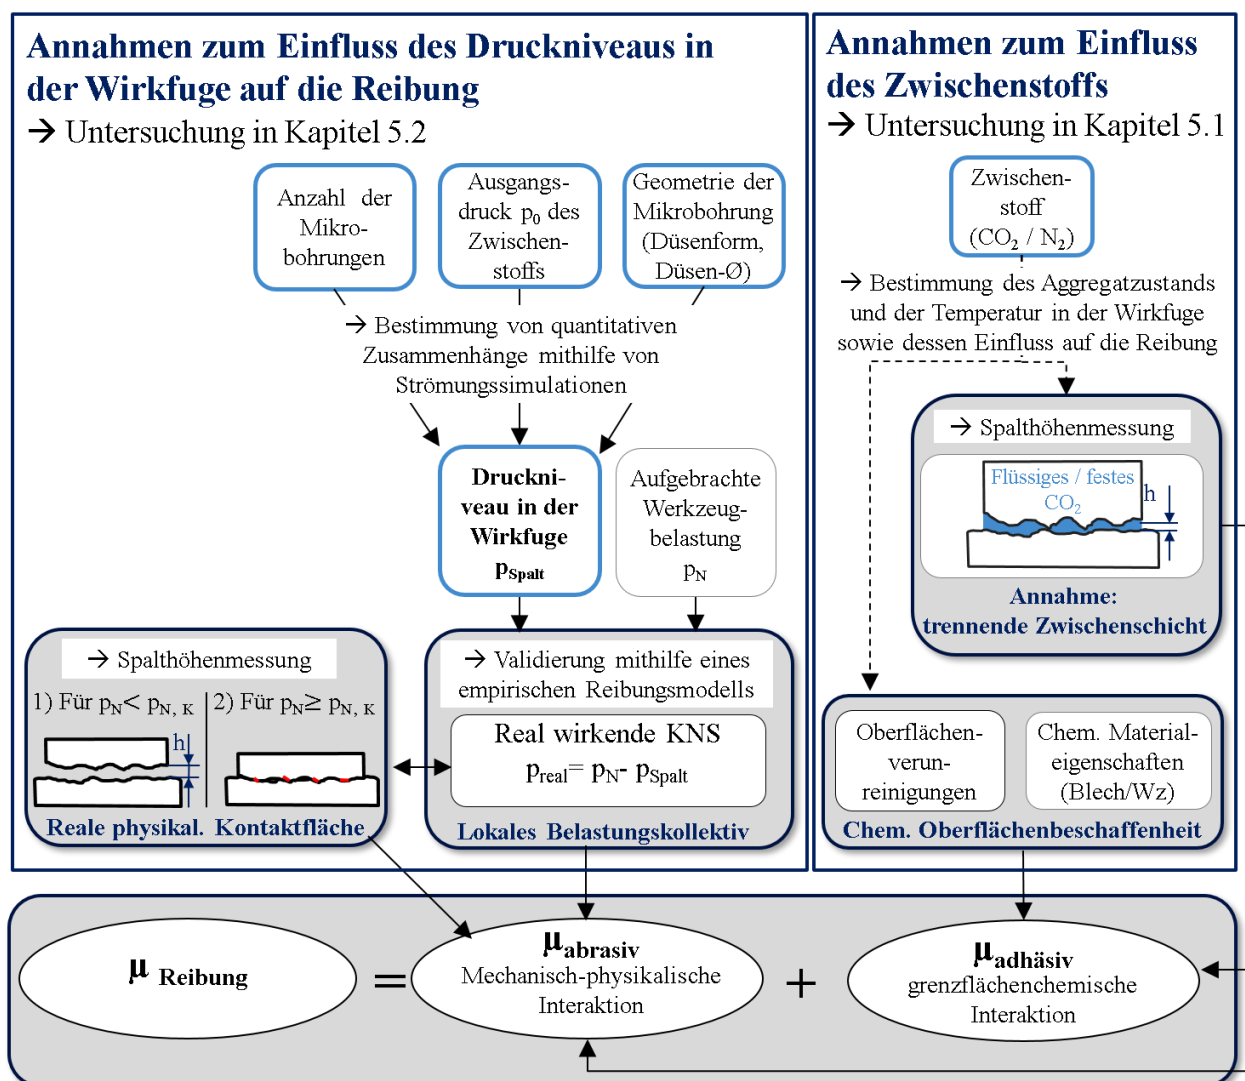 Annahmen zum Einfluss des Druckniveaus in
der Wirkfuge auf die Reibung
→ Untersuchung in Kapitel 5.2
Anzahl der
Mikro-
bohrungen
Ausgangs-
druck p₀ des
Zwischen-
stoffs
Geometrie der
Mikrobohrung
(Düsenform,
Düsen-Ø)
→ Bestimmung von quantitativen
Zusammenhänge mithilfe von
Strömungssimulationen
Druckni-
veau in der
Wirkfuge
pSpalt
Aufgebrachte
Werkzeug-
belastung
pN
→ Spalthöhenmessung
1) Für pN< pN, K
2) Für pN≥ pN, K
h
Reale physikal. Kontaktfläche
→ Validierung mithilfe eines
empirischen Reibungsmodells
Real wirkende KNS
preal= pN- pSpalt
Lokales Belastungskollektiv
Annahmen zum Einfluss
des Zwischenstoffs
→ Untersuchung in Kapitel 5.1
Zwischen-
stoff
(CO₂ / N₂)
→ Bestimmung des Aggregatzustands
und der Temperatur in der Wirkfuge
sowie dessen Einfluss auf die Reibung
→ Spalthöhenmessung
Flüssiges / festes
CO₂
h
Annahme:
trennende Zwischenschicht
Oberflächen-
verun-
reinigungen
Chem. Material-
eigenschaften
(Blech/Wz)
Chem. Oberflächenbeschaffenheit
μ Reibung
=
μabrasiv
Mechanisch-physikalische
Interaktion
+
μadhäsiv
grenzflächenchemische
Interaktion